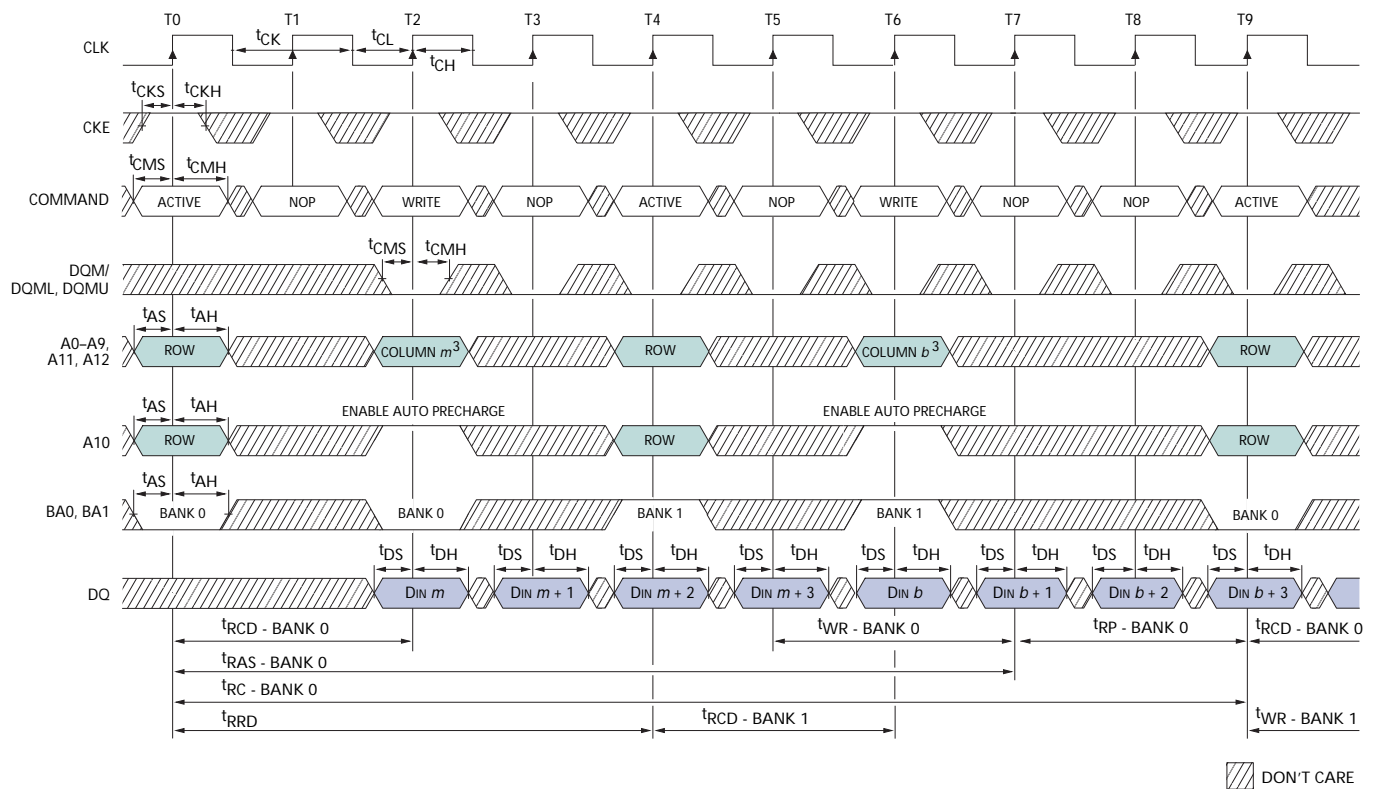 T0 T1 T2 T3 T4 T5 T6 T7 T8 T9
CLK tCK tCL
tCH
tCKS tCKH
CKE
tCMS tCMH
COMMAND ACTIVE NOP WRITE NOP ACTIVE NOP WRITE NOP NOP ACTIVE
tCMS tCMH
DQM/
DQML, DQMU
tAS tAH
A0–A9,
A11, A12
ROW COLUMN m3 ROW COLUMN b3 ROW
tAS tAH ENABLE AUTO PRECHARGE ENABLE AUTO PRECHARGE
A10 ROW ROW ROW
tAS tAH
BA0, BA1 BANK 0 BANK 0 BANK 1 BANK 1 BANK 0
tDS tDH tDS tDH tDS tDH tDS tDH tDS tDH tDS tDH tDS tDH tDS tDH
DQ DIN m DIN m + 1 DIN m + 2 DIN m + 3 DIN b DIN b + 1 DIN b + 2 DIN b + 3
tRCD - BANK 0 tWR - BANK 0 tRP - BANK 0 tRCD - BANK 0
tRAS - BANK 0
tRC - BANK 0
tRRD tRCD - BANK 1 tWR - BANK 1
DON'T CARE